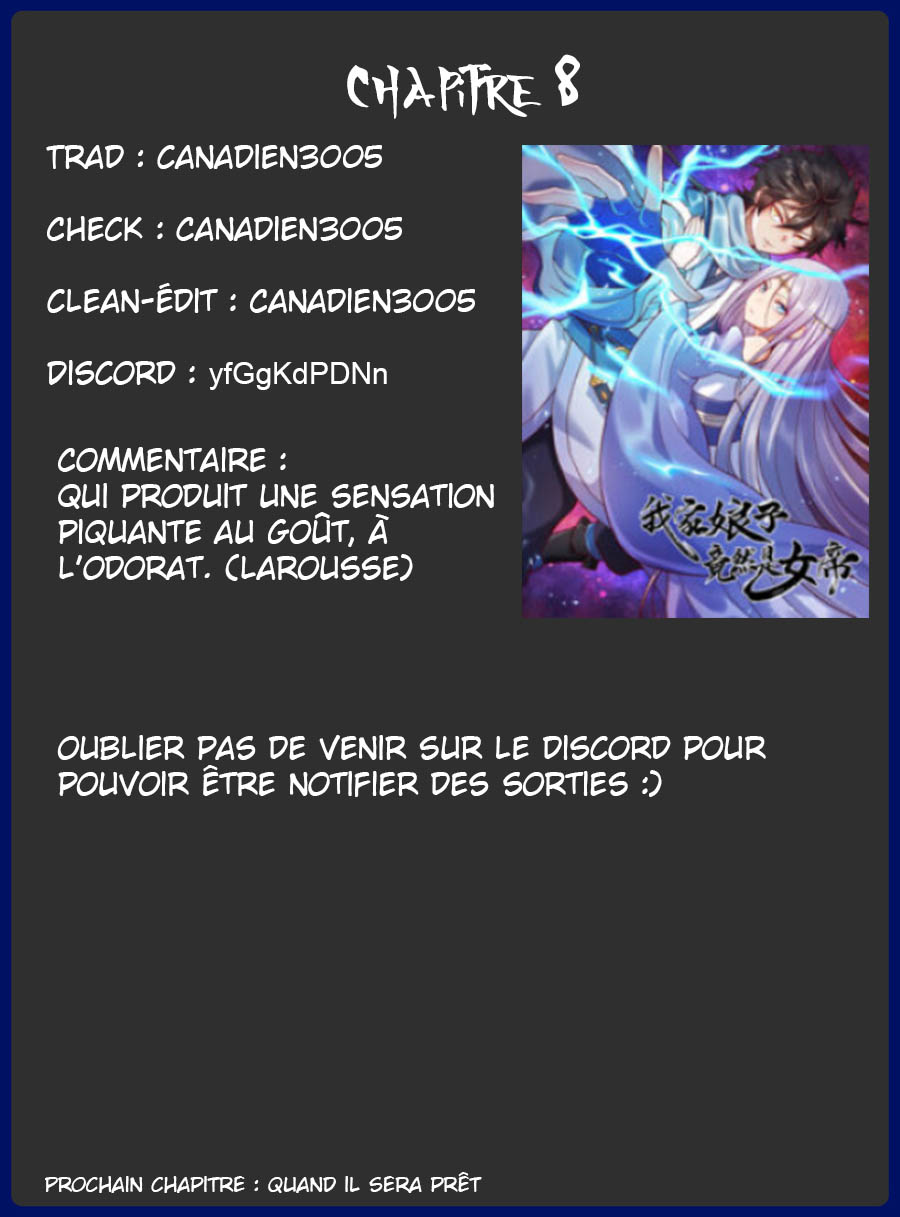 CHAPITRE 8
TRAD : CANADIEN3005
CHECK : CANADIEN3005
CLEAN-ÉDIT : CANADIEN3005
DISCORD : yfGgKdPDNn
COMMENTAIRE :
QUI PRODUIT UNE SENSATION
PIQUANTE AU GOÛT, À
L'ODORAT. (LAROUSSE)
我家娘子
竟然是女帝
OUBLIER PAS DE VENIR SUR LE DISCORD POUR
POUVOIR ÊTRE NOTIFIER DES SORTIES :)
PROCHAIN CHAPITRE : QUAND IL SERA PRÊT